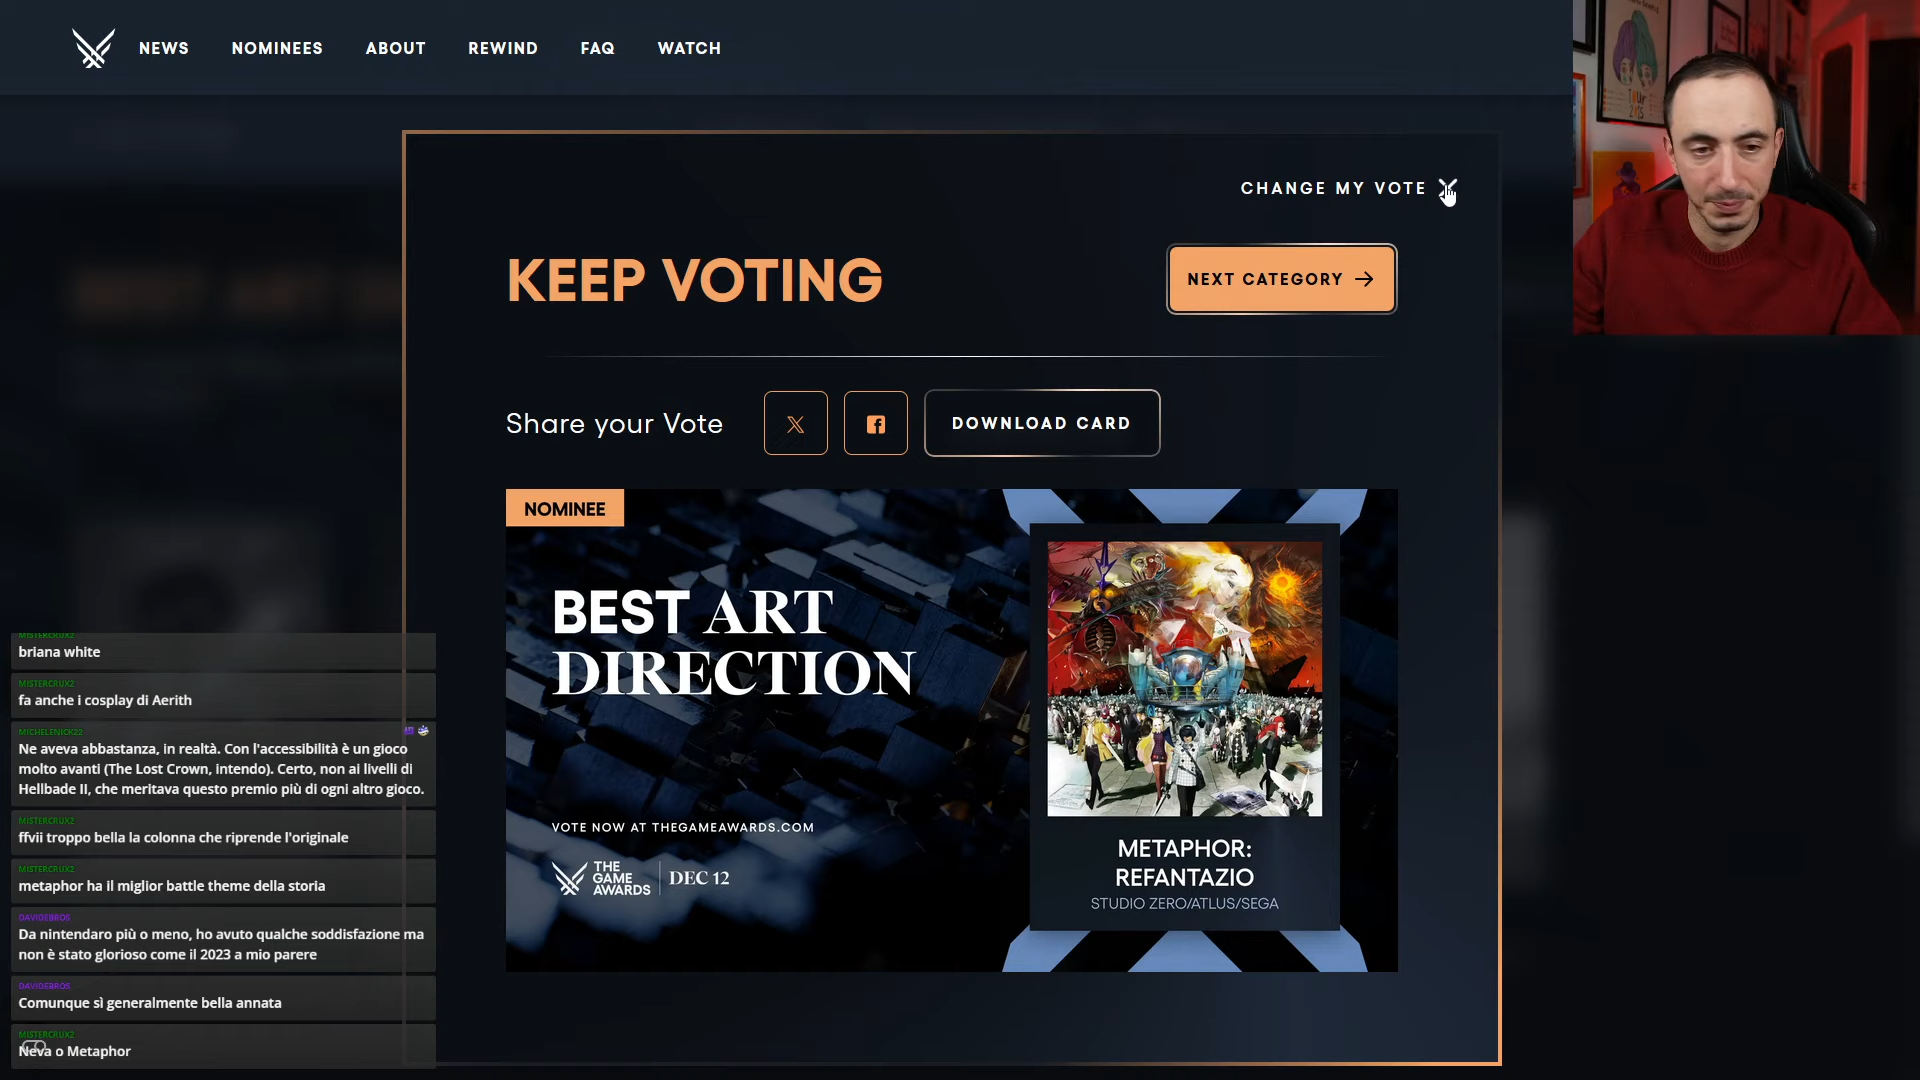 NEWS NOMINEES ABOUT REWIND FAQ WATCH
CHANGE MY VOTE
KEEP VOTING
NEXT CATEGORY
Share your Vote
DOWNLOAD CARD
NOMINEE
BEST ART
DIRECTION
VOTE NOW AT THEGAMEAWARDS.COM
THE
GAME
AWARDS
DEC 12
METAPHOR:
REFANTAZIO
STUDIO ZERO/ATLUS/SEGA
MISTERCRUX2
briana white
MISTERCRUX2
fa anche i cosplay di Aerith
MICHELENICK22
Ne aveva abbastanza, in realtà. Con l'accessibilità è un gioco
molto avanti (The Lost Crown, intendo). Certo, non ai livelli di
Hellbade II, che meritava questo premio più di ogni altro gioco.
MISTERCRUX2
ffvii troppo bella la colonna che riprende l'originale
MISTERCRUX2
metaphor ha il miglior battle theme della storia
DAVIDEBROS
Da nintendaro più o meno, ho avuto qualche soddisfazione ma
non è stato glorioso come il 2023 a mio parere
DAVIDEBROS
Comunque sì generalmente bella annata
MISTERCRUX2
Neva o Metaphor